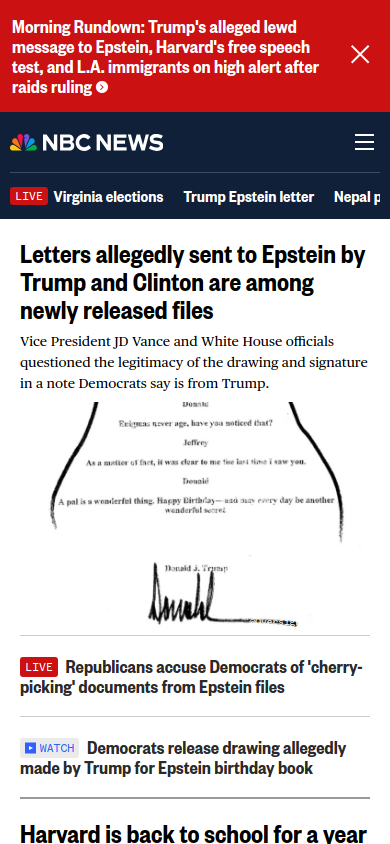 Morning Rundown: Trump's alleged lewd
message to Epstein, Harvard's free speech
test, and L.A. immigrants on high alert after
raids ruling
NBC NEWS
LIVE Virginia elections Trump Epstein letter Nepal p
Letters allegedly sent to Epstein by
Trump and Clinton are among
newly released files
Vice President JD Vance and White House officials
questioned the legitimacy of the drawing and signature
in a note Democrats say is from Trump.
Donald
Enigmas never age, have you noticed that?
Jeffrey
As a matter of fact, it was clear to me the last time I saw you.
Donald
A pal is a wonderful thing. Happy Birthday — and may every day be another
wonderful secret.
Donald J. Trump
Donald
LIVE Republicans accuse Democrats of 'cherry-
picking' documents from Epstein files
WATCH Democrats release drawing allegedly
made by Trump for Epstein birthday book
Harvard is back to school for a year